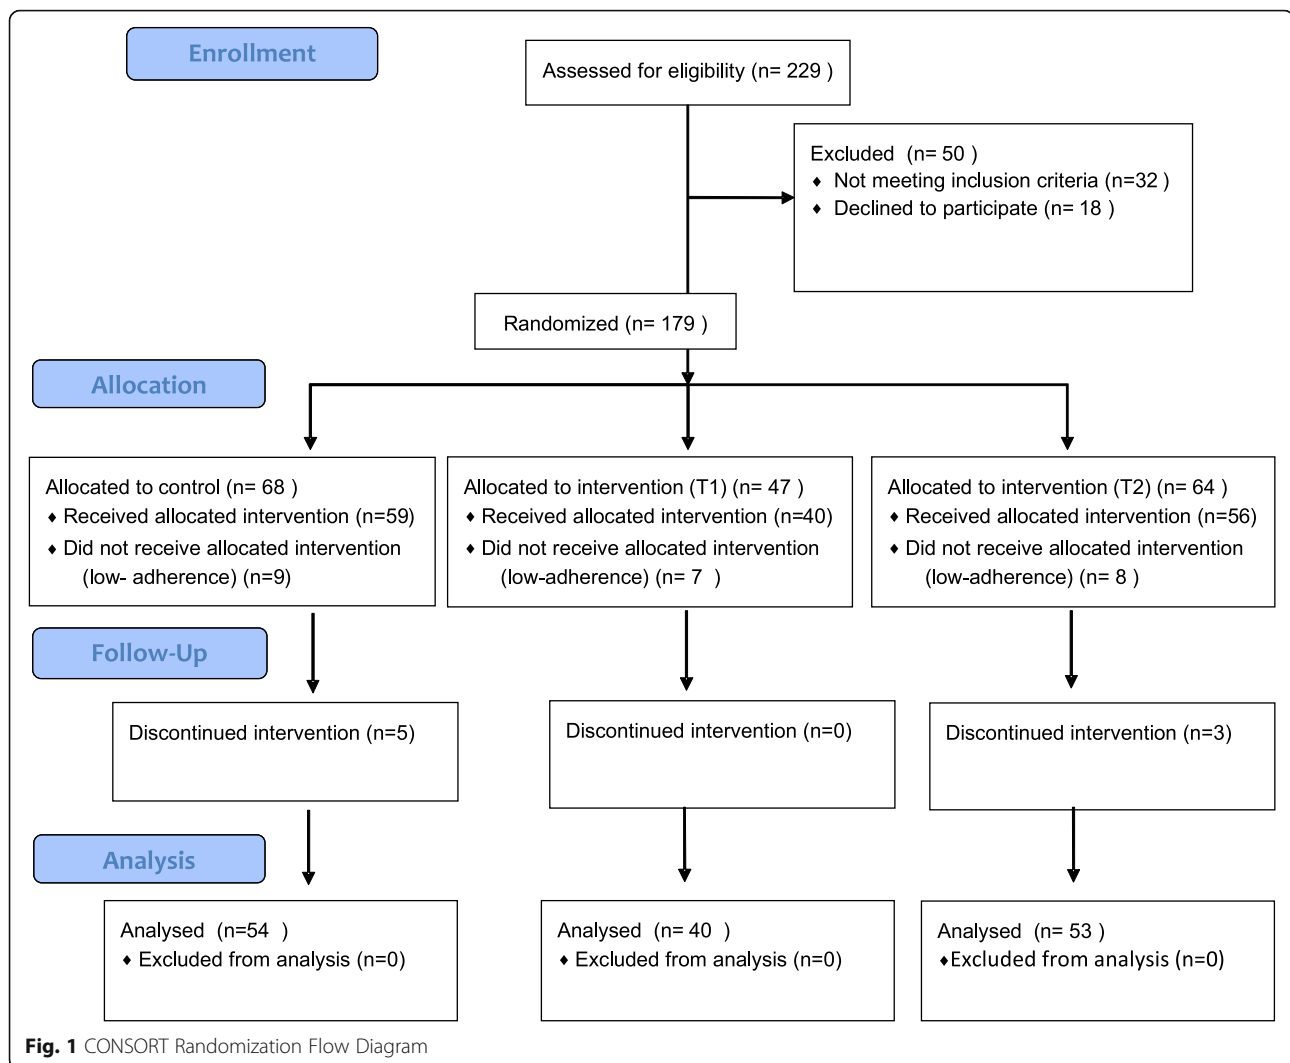 Enrollment
Assessed for eligibility (n= 229 )
Excluded (n= 50 )
♦ Not meeting inclusion criteria (n=32 )
♦ Declined to participate (n= 18 )
Randomized (n= 179 )
Allocation
Allocated to control (n= 68 )
♦ Received allocated intervention (n=59)
♦ Did not receive allocated intervention
(low- adherence) (n=9)
Allocated to intervention (T1) (n= 47 )
♦ Received allocated intervention (n=40)
♦ Did not receive allocated intervention
(low-adherence) (n= 7 )
Allocated to intervention (T2) (n= 64 )
♦ Received allocated intervention (n=56)
♦ Did not receive allocated intervention
(low-adherence) (n= 8 )
Follow-Up
Discontinued intervention (n=5)
Discontinued intervention (n=0)
Discontinued intervention (n=3)
Analysis
Analysed (n=54 )
♦ Excluded from analysis (n=0)
Analysed (n= 40 )
♦ Excluded from analysis (n=0)
Analysed (n= 53 )
♦Excluded from analysis (n=0)
Fig. 1 CONSORT Randomization Flow Diagram